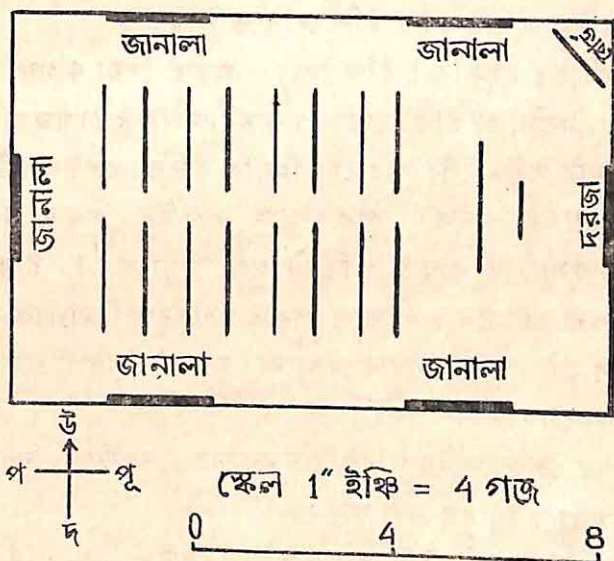 জানালা জানালা বোর্ড
জানালা
দরজা
জানালা জানালা
উ
প পূ
দ
স্কেল 1" ইঞ্চি = 4 গজ
0 4 8